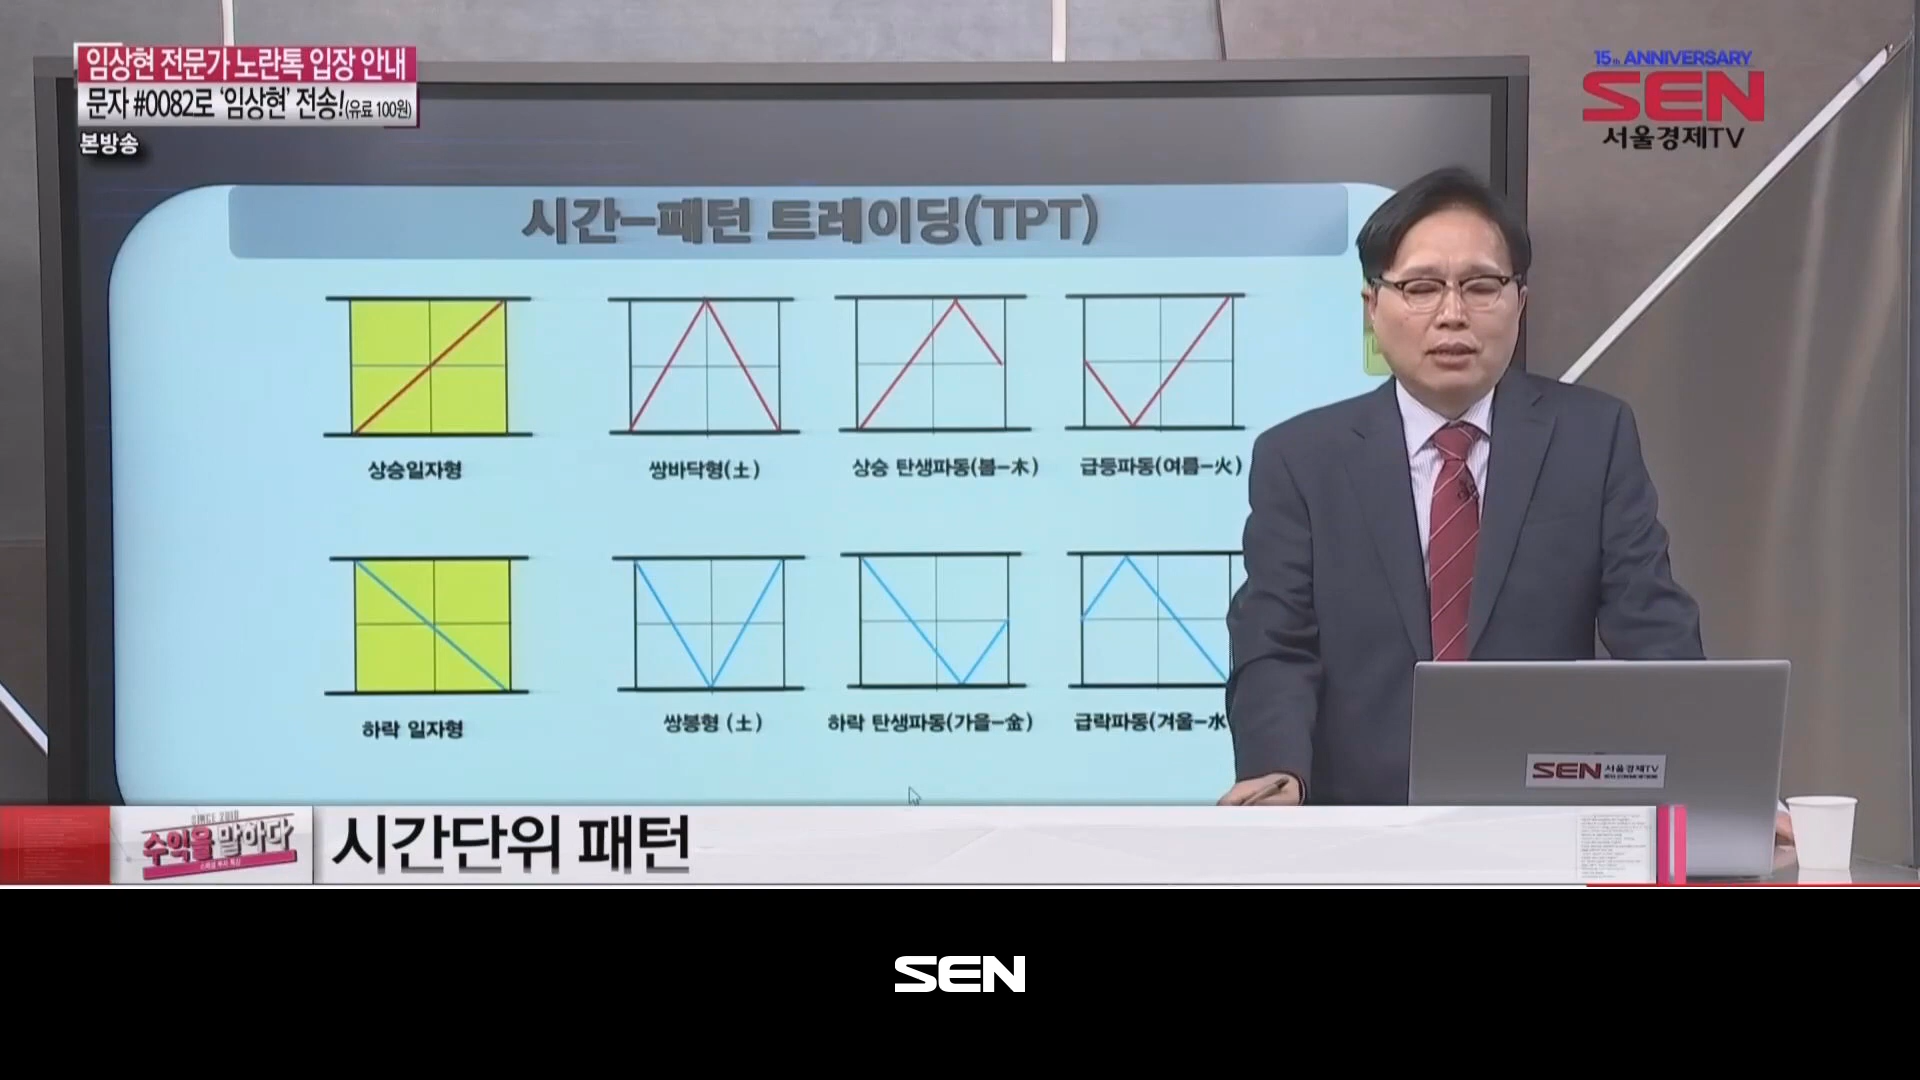 임상현 전문가 노란톡 입장 안내
문자 #0082로 '임상현' 전송!(유료 100원)
본방송
15th ANNIVERSARY
SEN
서울경제TV
시간-패턴 트레이딩(TPT)
상승일자형
쌍바닥형(土)
상승 탄생파동(봄-木)
급등파동(여름-火)
하락 일자형
쌍봉형 (土)
하락 탄생파동(가을-金)
급락파동(겨울-水
SEN 서울경제TV
SINCE 2010
수익을 말하다
시간단위 패턴
SEN